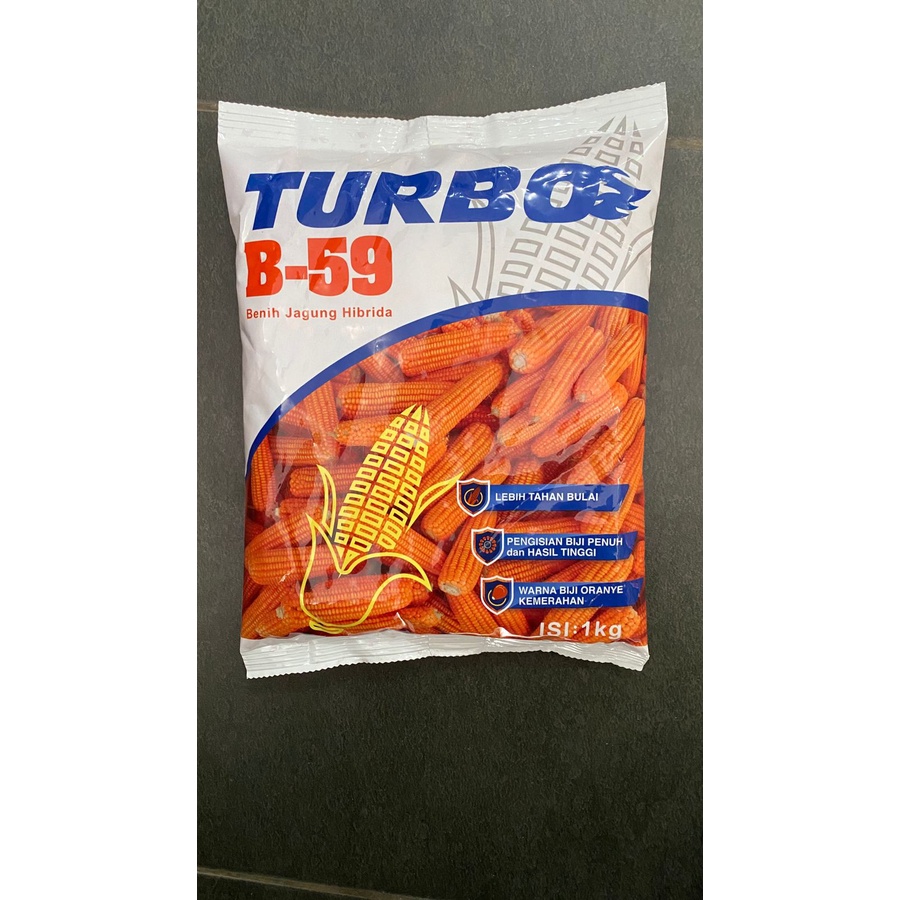 TURBO
B-59
Benih Jagung Hibrida
LEBIH TAHAN BULAI
PENGISIAN BIJI PENUH
dan HASIL TINGGI
WARNA BIJI ORANYE
KEMERAHAN
ISI:1kg